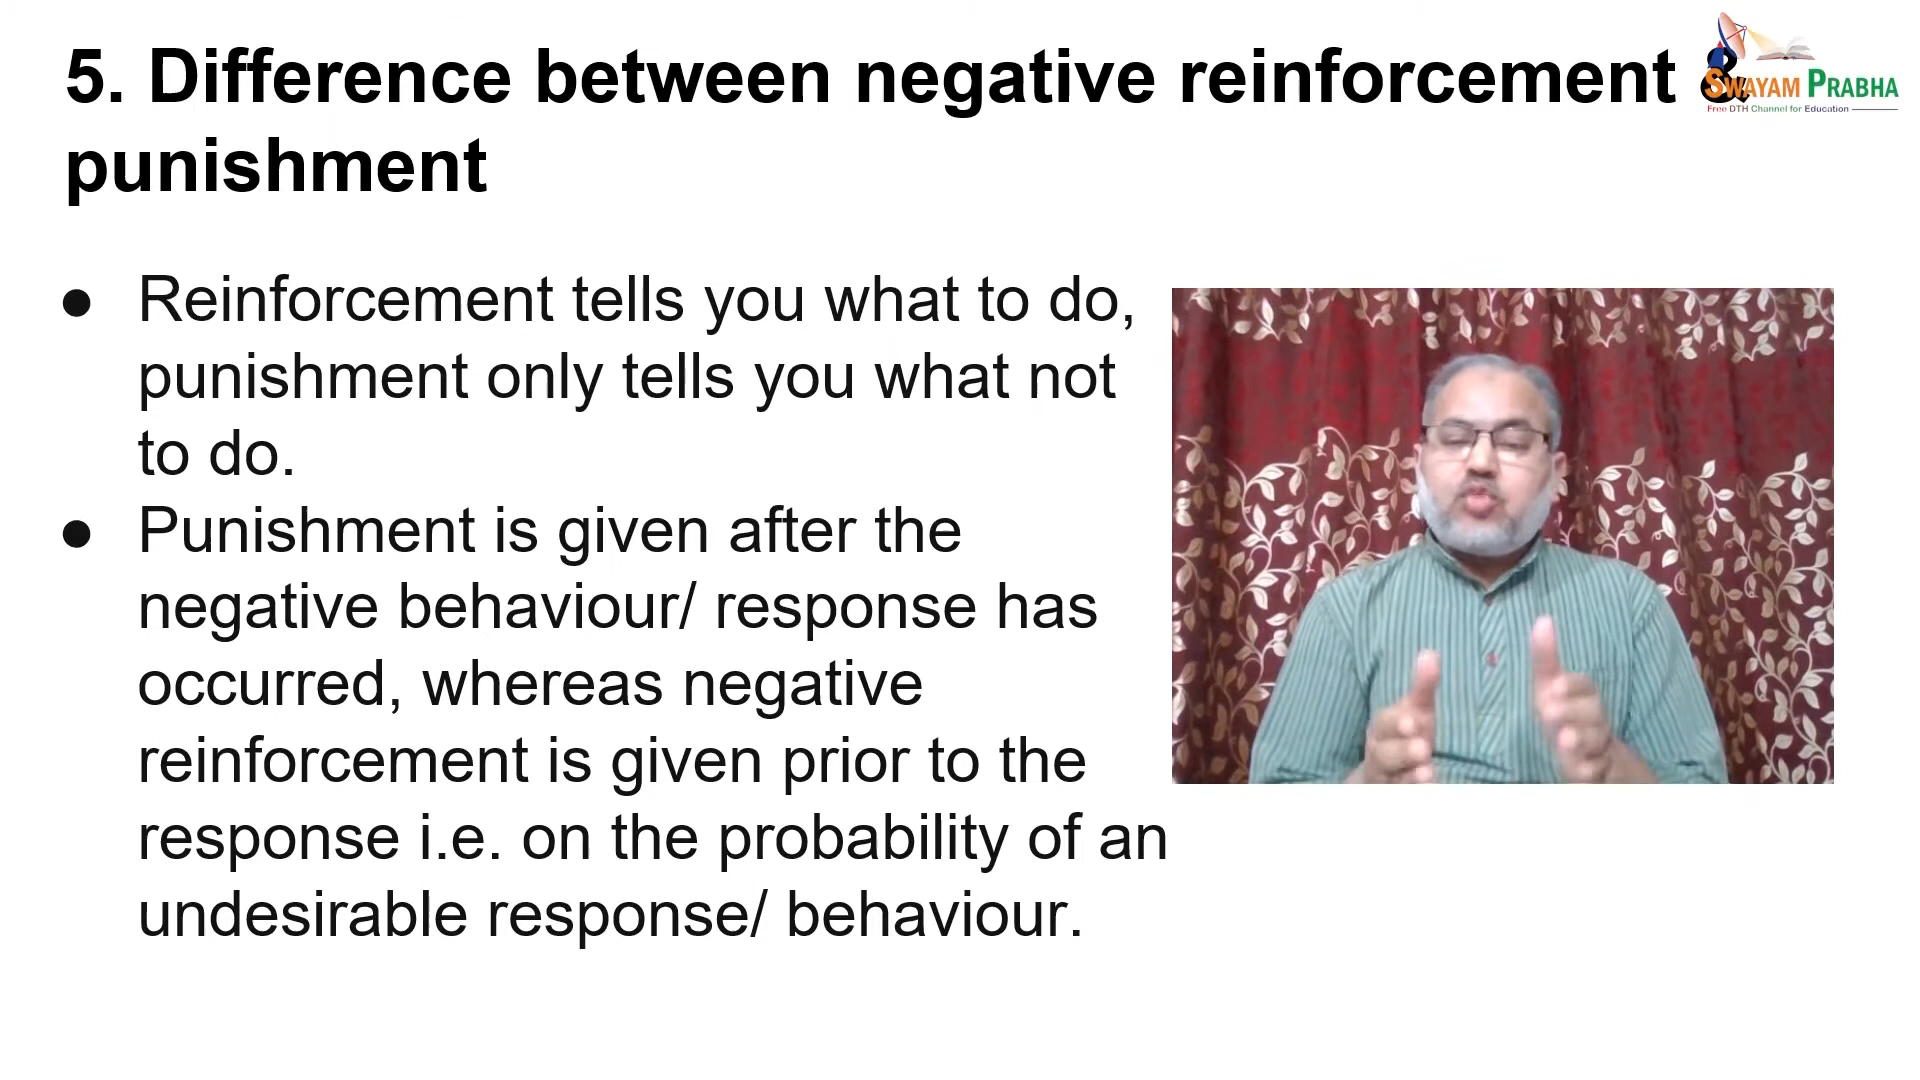 5. Difference between negative reinforcement &
punishment
SWAYAM PRABHA
Free DTH Channel for Education
● Reinforcement tells you what to do,
punishment only tells you what not
to do.
● Punishment is given after the
negative behaviour/ response has
occurred, whereas negative
reinforcement is given prior to the
response i.e. on the probability of an
undesirable response/ behaviour.